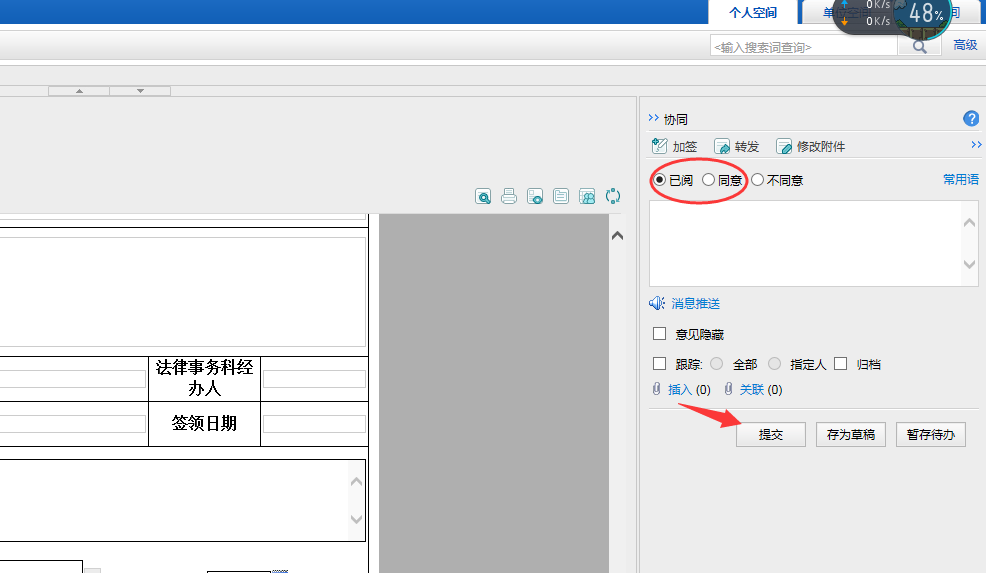 个人空间
0K/s
0K/s
48%
<输入搜索词查询>
高级
协同
加签 转发 修改附件
已阅 同意 不同意 常用语
消息推送
意见隐藏
跟踪: 全部 指定人 归档
插入 (0) 关联 (0)
提交 存为草稿 暂存待办
法律事务科经
办人
签领日期